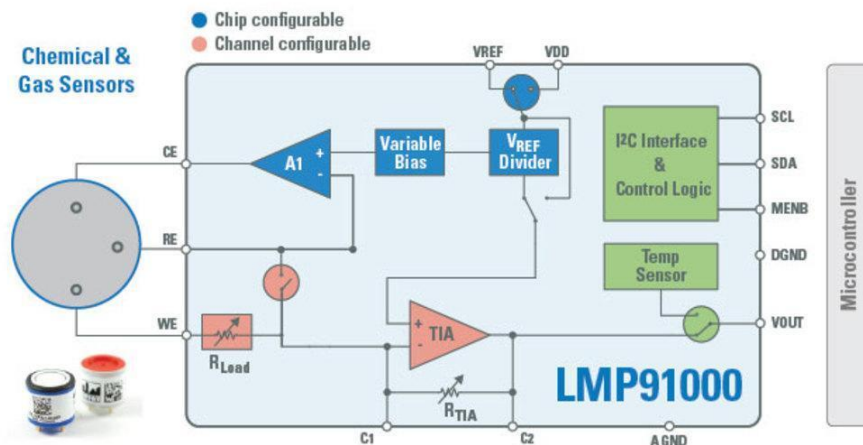 Chip configurable
Channel configurable
Chemical &
Gas Sensors
VREF
VDD
CE
A1
+
-
Variable
Bias
VREF
Divider
I²C Interface
&
Control Logic
SCL
SDA
MENB
RE
DGND
Temp
Sensor
WE
RLoad
+
-
TIA
VOUT
RTIA
LMP91000
C1
C2
AGND
Microcontroller